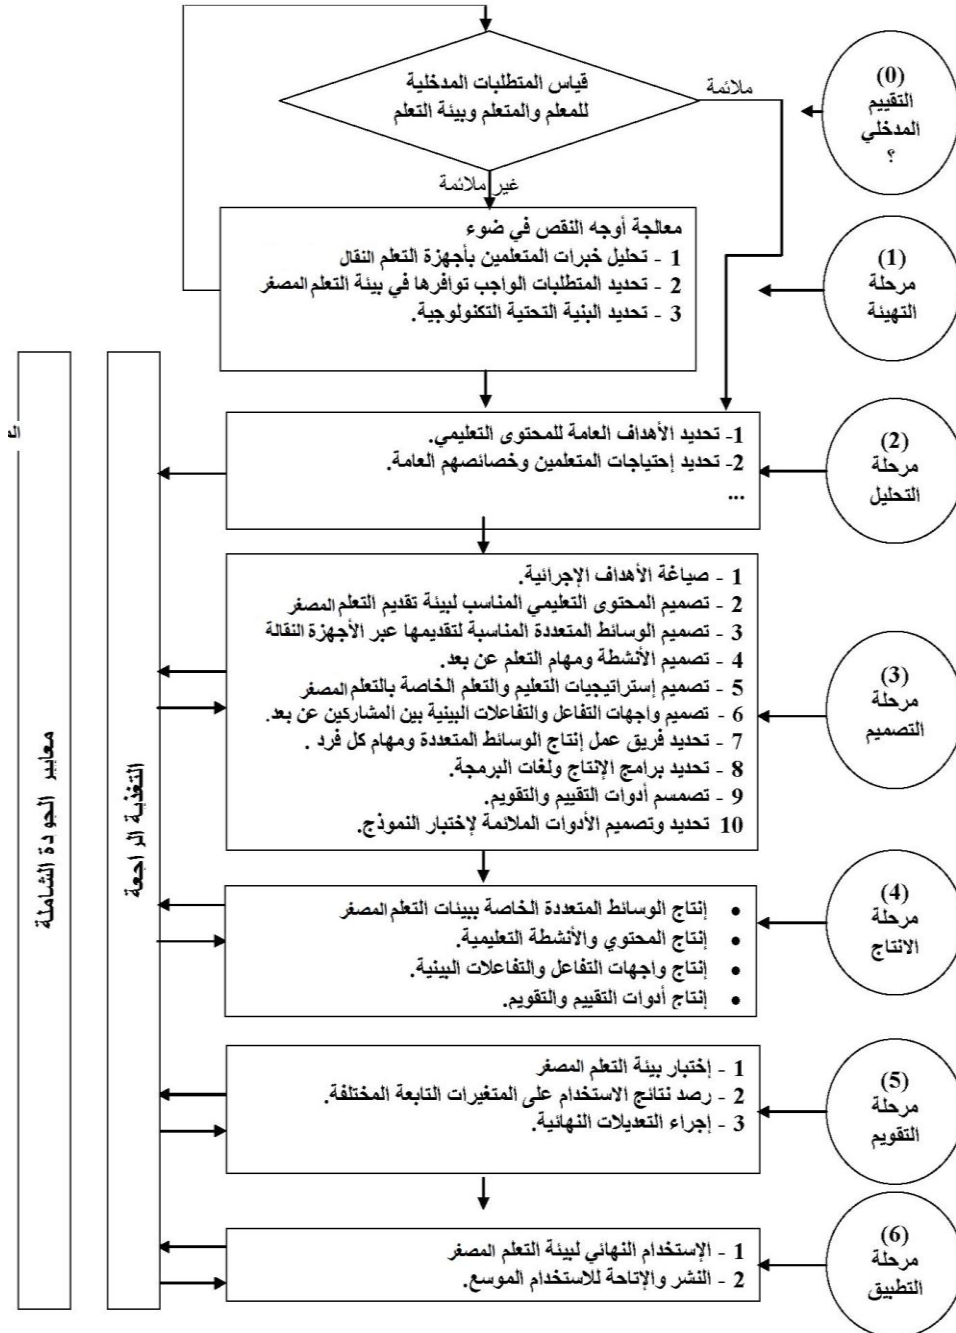 قياس المتطلبات المدخلية
للمعلم والمتعلم وبيئة التعلم
ملائمة
غير ملائمة
(0)
التقييم
المدخلي
؟
معالجة أوجه النقص في ضوء
1 - تحليل خبرات المتعلمين بأجهزة التعلم النقال
2 - تحديد المتطلبات الواجب توافرها في بيئة التعلم المصغر
3 - تحديد البنية التحتية التكنولوجية.
(1)
مرحلة
التهيئة
1- تحديد الأهداف العامة للمحتوى التعليمي.
2- تحديد إحتياجات المتعلمين وخصائصهم العامة.
...
(2)
مرحلة
التحليل
1 - صياغة الأهداف الإجرائية.
2 - تصميم المحتوى التعليمي المناسب لبيئة تقديم التعلم المصغر
3 - تصميم الوسائط المتعددة المناسبة لتقديمها عبر الأجهزة النقالة
4 - تصميم الأنشطة ومهام التعلم عن بعد.
5 - تصميم إستراتيجيات التعليم والتعلم الخاصة بالتعلم المصغر
6 - تصميم واجهات التفاعل والتفاعلات البينية بين المشاركين عن بعد.
7 - تحديد فريق عمل إنتاج الوسائط المتعددة ومهام كل فرد .
8 - تحديد برامج الإنتاج ولغات البرمجة.
9 - تصمسم أدوات التقييم والتقويم.
10 تحديد وتصميم الأدوات الملائمة لإختبار النموذج.
(3)
مرحلة
التصميم
• إنتاج الوسائط المتعددة الخاصة ببيئات التعلم المصغر
• إنتاج المحتوي والأنشطة التعليمية.
• إنتاج واجهات التفاعل والتفاعلات البينية.
• إنتاج أدوات التقييم والتقويم.
(4)
مرحلة
الانتاج
1 - إختبار بيئة التعلم المصغر
2 - رصد نتائج الاستخدام على المتغيرات التابعة المختلفة.
3 - إجراء التعديلات النهائية.
(5)
مرحلة
التقويم
1 - الإستخدام النهائي لبيئة التعلم المصغر
2 - النشر والإتاحة للاستخدام الموسع.
(6)
مرحلة
التطبيق
التغذية الراجعة
معايير الجودة الشاملة